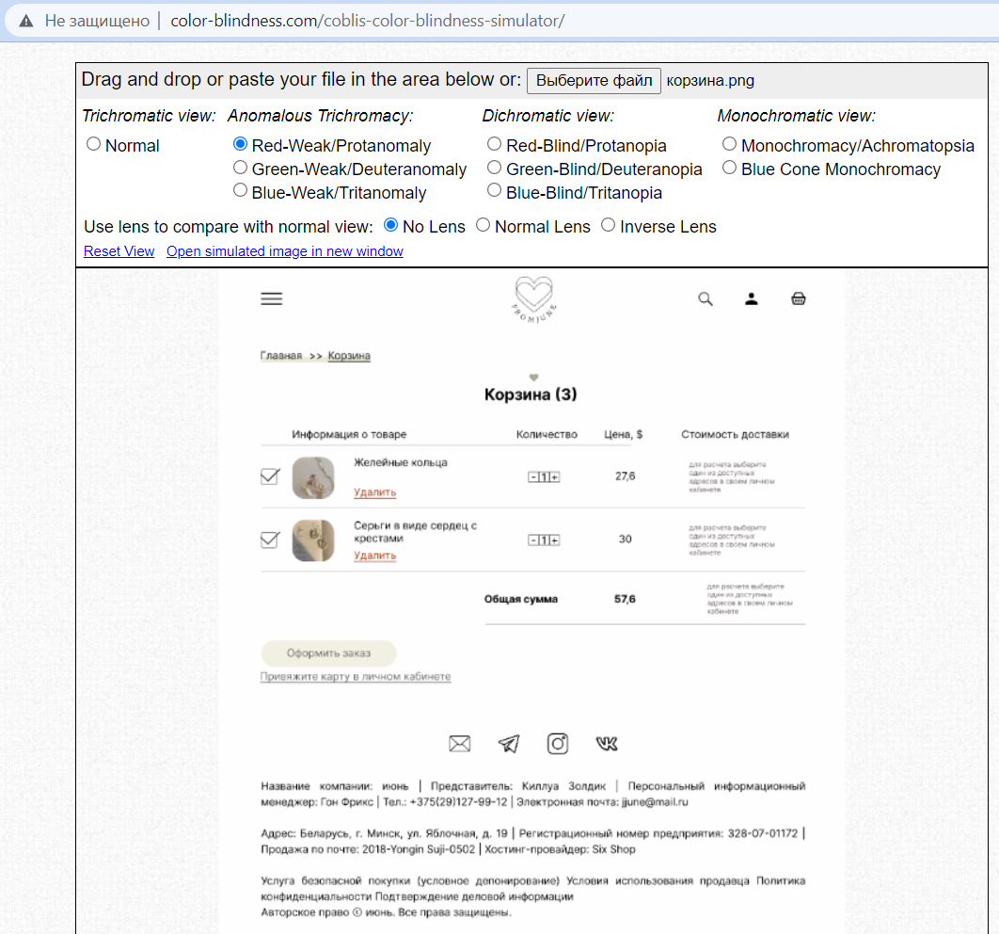 Не защищено | color-blindness.com/coblis-color-blindness-simulator/
Drag and drop or paste your file in the area below or: Выберите файл корзина.png
Trichromatic view: Anomalous Trichromacy: Dichromatic view: Monochromatic view:
Normal Red-Weak/Protanomaly Red-Blind/Protanopia Monochromacy/Achromatopsia
Green-Weak/Deuteranomaly Green-Blind/Deuteranopia Blue Cone Monochromacy
Blue-Weak/Tritanomaly Blue-Blind/Tritanopia
Use lens to compare with normal view: No Lens Normal Lens Inverse Lens
Reset View Open simulated image in new window
PROMJUNE
Главная >> Корзина
Корзина (3)
Информация о товаре Количество Цена, $ Стоимость доставки
Желейные кольца
Удалить
-|1|+
27,6
для расчета выберите
один из доступных
адресов в своем личном
кабинете
Серьги в виде сердец с
крестами
Удалить
-|1|+
30
для расчета выберите
один из доступных
адресов в своем личном
кабинете
Общая сумма 57,6
для расчета выберите
один из доступных
адресов в своем личном
кабинете
Оформить заказ
Привяжите карту в личном кабинете
Название компании: июнь | Представитель: Киллуа Золдик | Персональный информационный
менеджер: Гон Фрикс | Тел.: +375(29)127-99-12 | Электронная почта: jjune@mail.ru
Адрес: Беларусь, г. Минск, ул. Яблочная, д. 19 | Регистрационный номер предприятия: 328-07-01172 |
Продажа по почте: 2018-Yongin Suji-0502 | Хостинг-провайдер: Six Shop
Услуга безопасной покупки (условное депонирование) Условия использования продавца Политика
конфиденциальности Подтверждение деловой информации
Авторское право © июнь. Все права защищены.